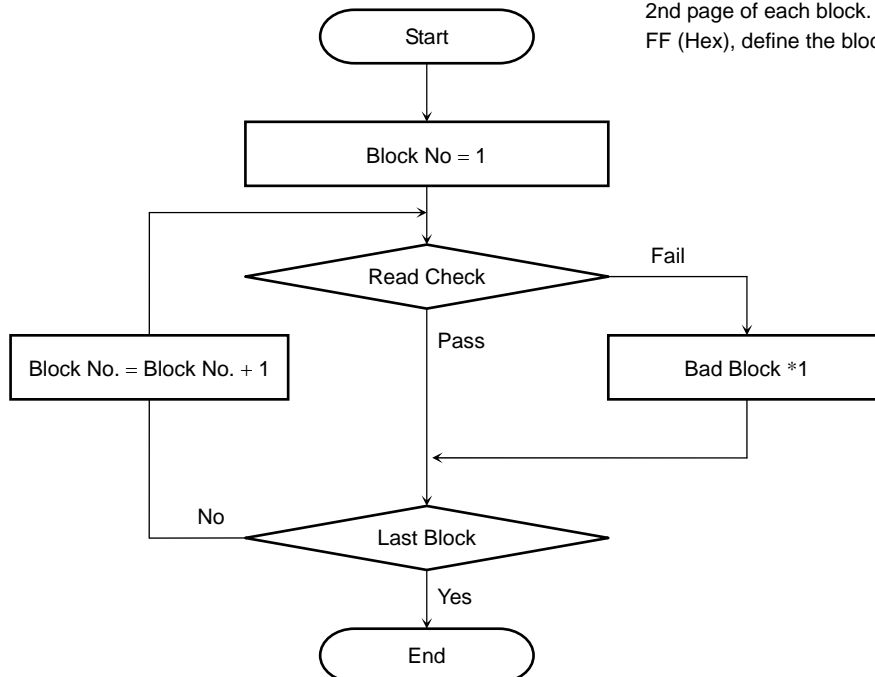 2nd page of each block.
FF (Hex), define the bloc
Start
Block No = 1
Read Check
Fail
Pass
Block No. = Block No. + 1
Bad Block *1
No
Last Block
Yes
End